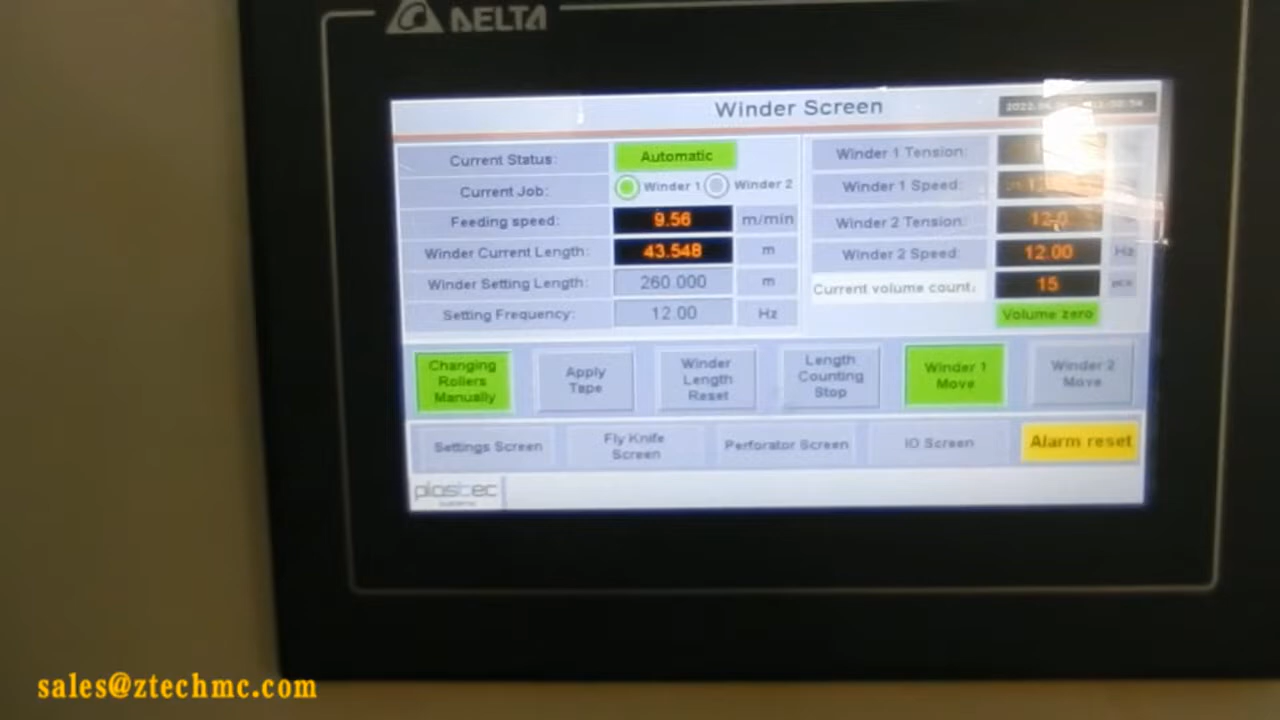 DELTA
Winder Screen
Current Status: Automatic
Current Job: Winder 1 Winder 2
Feeding speed: 9.56 m/min
Winder Current Length: 43.548 m
Winder Setting Length: 260.000 m
Setting Frequency: 12.00 Hz
Winder 1 Tension:
Winder 1 Speed:
Winder 2 Tension: 12.0
Winder 2 Speed: 12.00 Hz
Current volume count: 15 pcs
Volume zero
Changing
Rollers
Manually
Apply
Tape
Winder
Length
Reset
Length
Counting
Stop
Winder 1
Move
Winder 2
Move
Settings Screen
Fly Knife
Screen
Perforator Screen
IO Screen
Alarm reset
plastec
sales@ztechmc.com